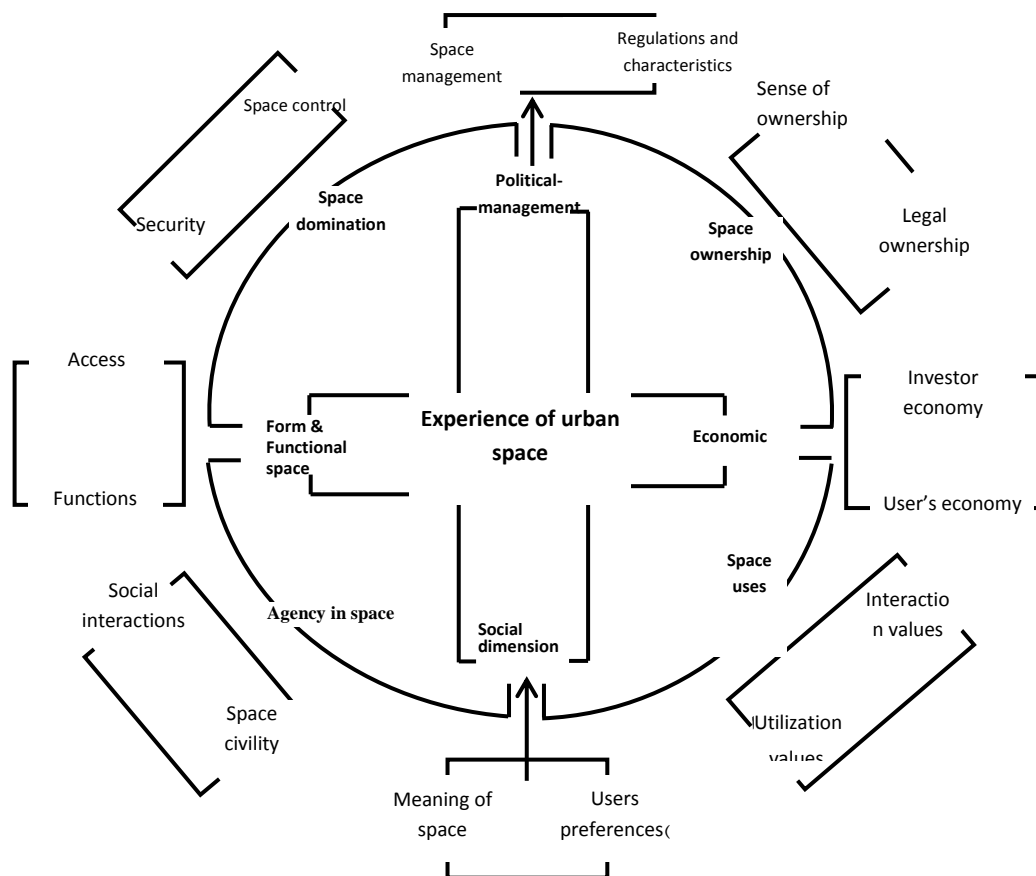 Space
management
Regulations and
characteristics
Space control
Security
Sense of
ownership
Legal
ownership
Political-
management
Space
domination
Space
ownership
Access
Functions
Form &
Functional
space
Experience of urban
space
Economic
Investor
economy
User's economy
Social
interactions
Space
civility
Agency in space
Social
dimension
Space
uses
Interactio
n values
Utilization
values
Meaning of
space
Users
preferences(